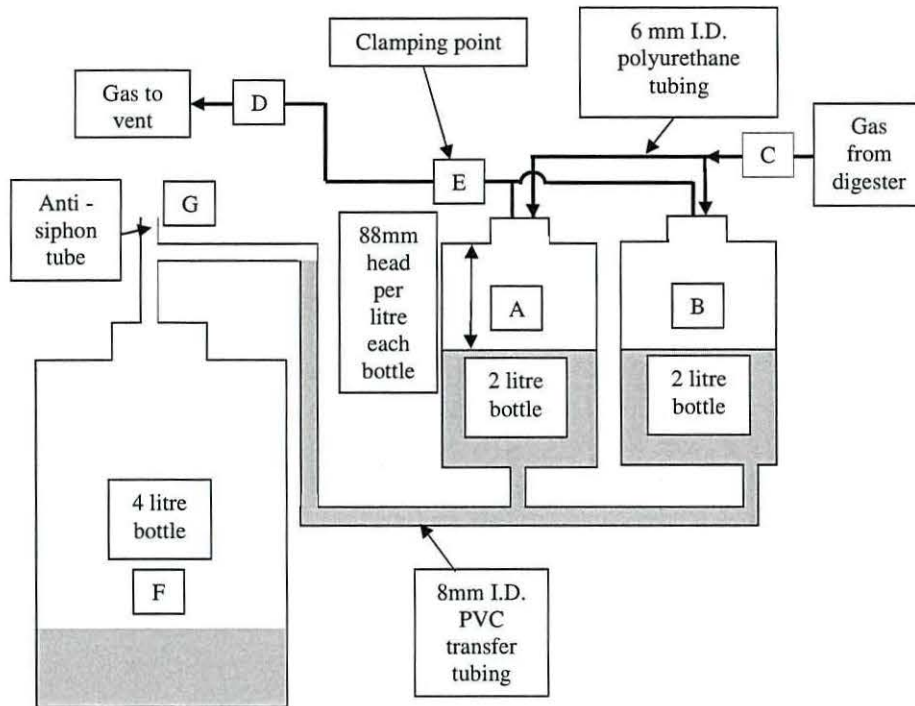 Clamping point
6 mm I.D.
polyurethane
tubing
Gas to
vent
D
C
Gas
from
digester
E
Anti -
siphon
tube
G
88mm
head
per
litre
each
bottle
A
B
2 litre
bottle
2 litre
bottle
4 litre
bottle
F
8mm I.D.
PVC
transfer
tubing